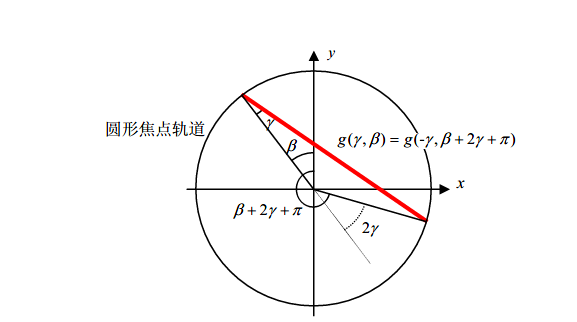 y
圆形焦点轨道
γ
β
g(γ,β) = g(-γ,β+2γ+π)
x
β+2γ+π
2γ